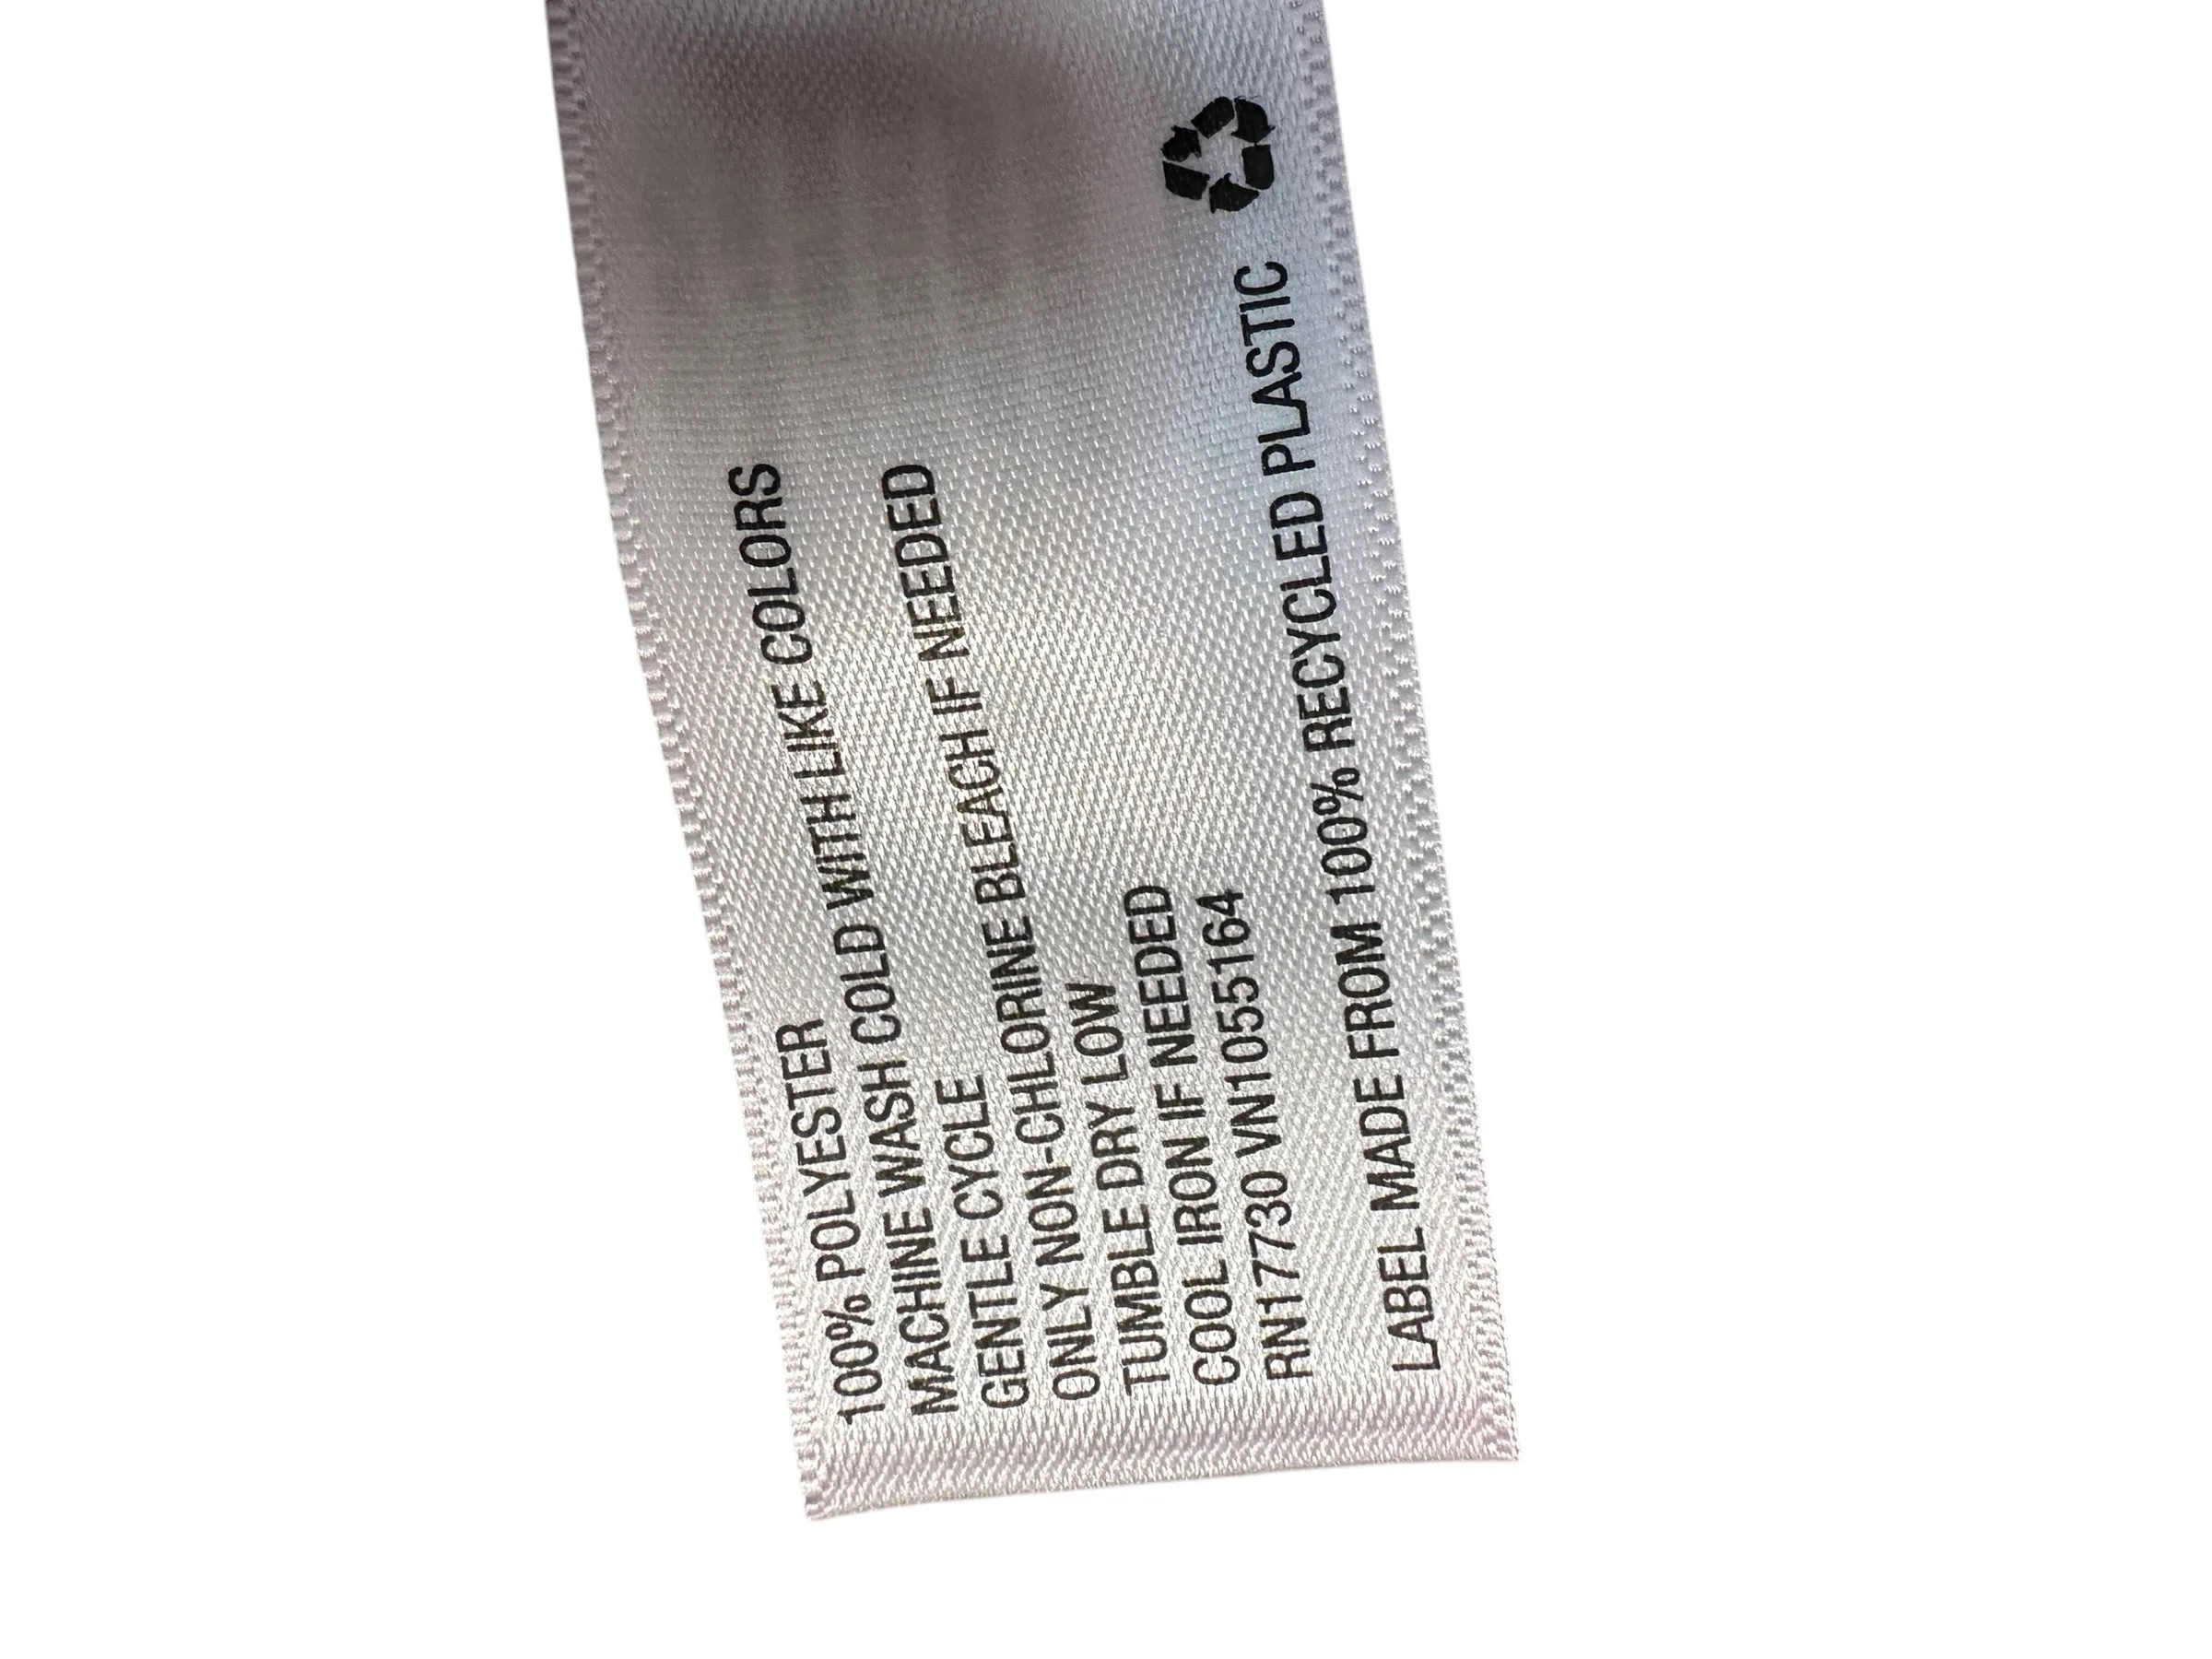 100% POLYESTER
MACHINE WASH COLD WITH LIKE COLORS
GENTLE CYCLE
ONLY NON-CHLORINE BLEACH IF NEEDED
TUMBLE DRY LOW
COOL IRON IF NEEDED
RN17730 VN1055164
LABEL MADE FROM 100% RECYCLED PLASTIC